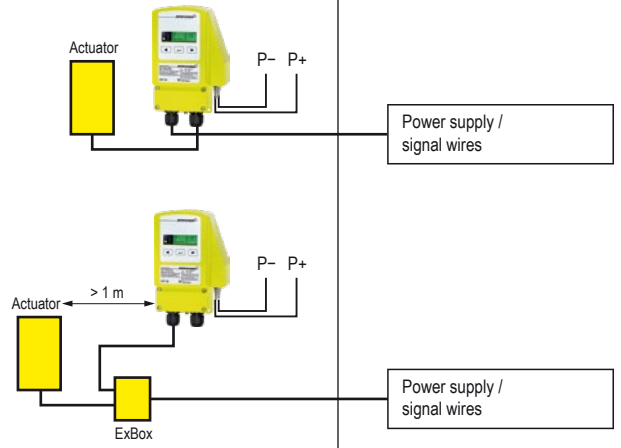 Actuator
P− P+
Power supply /
signal wires
P− P+
> 1 m
Actuator
Power supply /
signal wires
ExBox